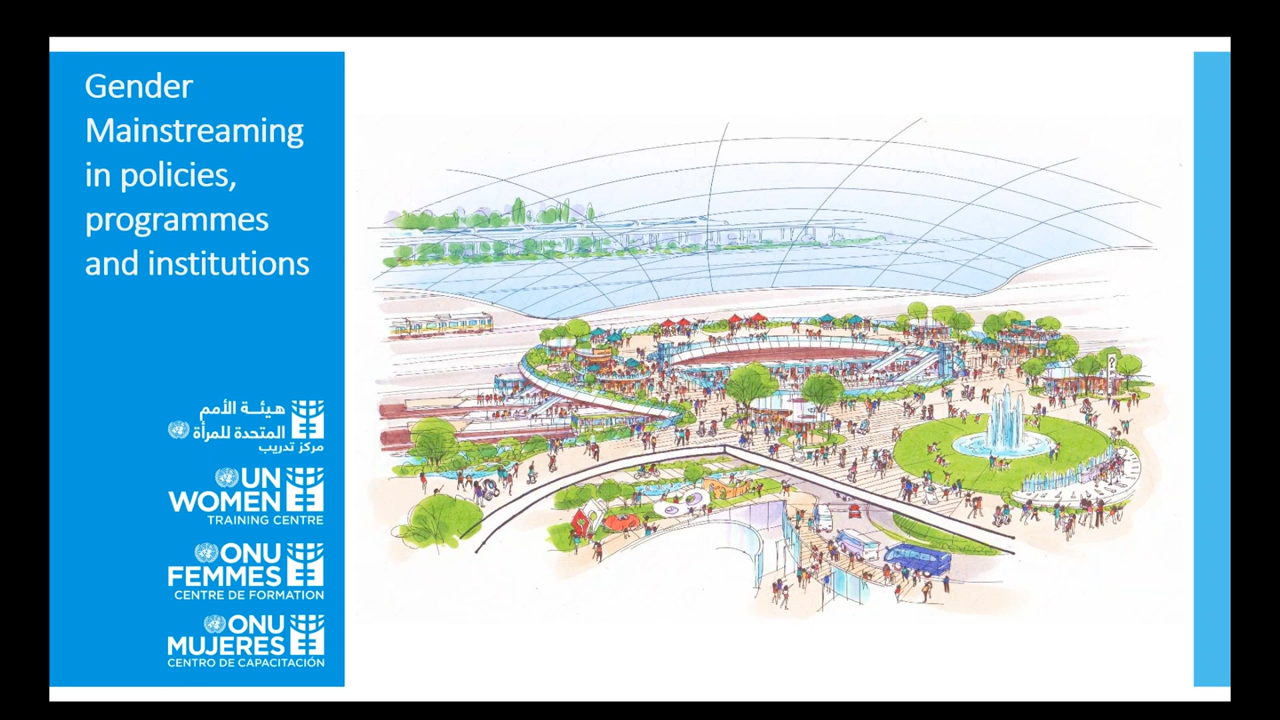 Gender
Mainstreaming
in policies,
programmes
and institutions
هيئة الأمم
المتحدة للمرأة
مركز تدريب
UN
WOMEN
TRAINING CENTRE
ONU
FEMMES
CENTRE DE FORMATION
ONU
MUJERES
CENTRO DE CAPACITACIÓN
?